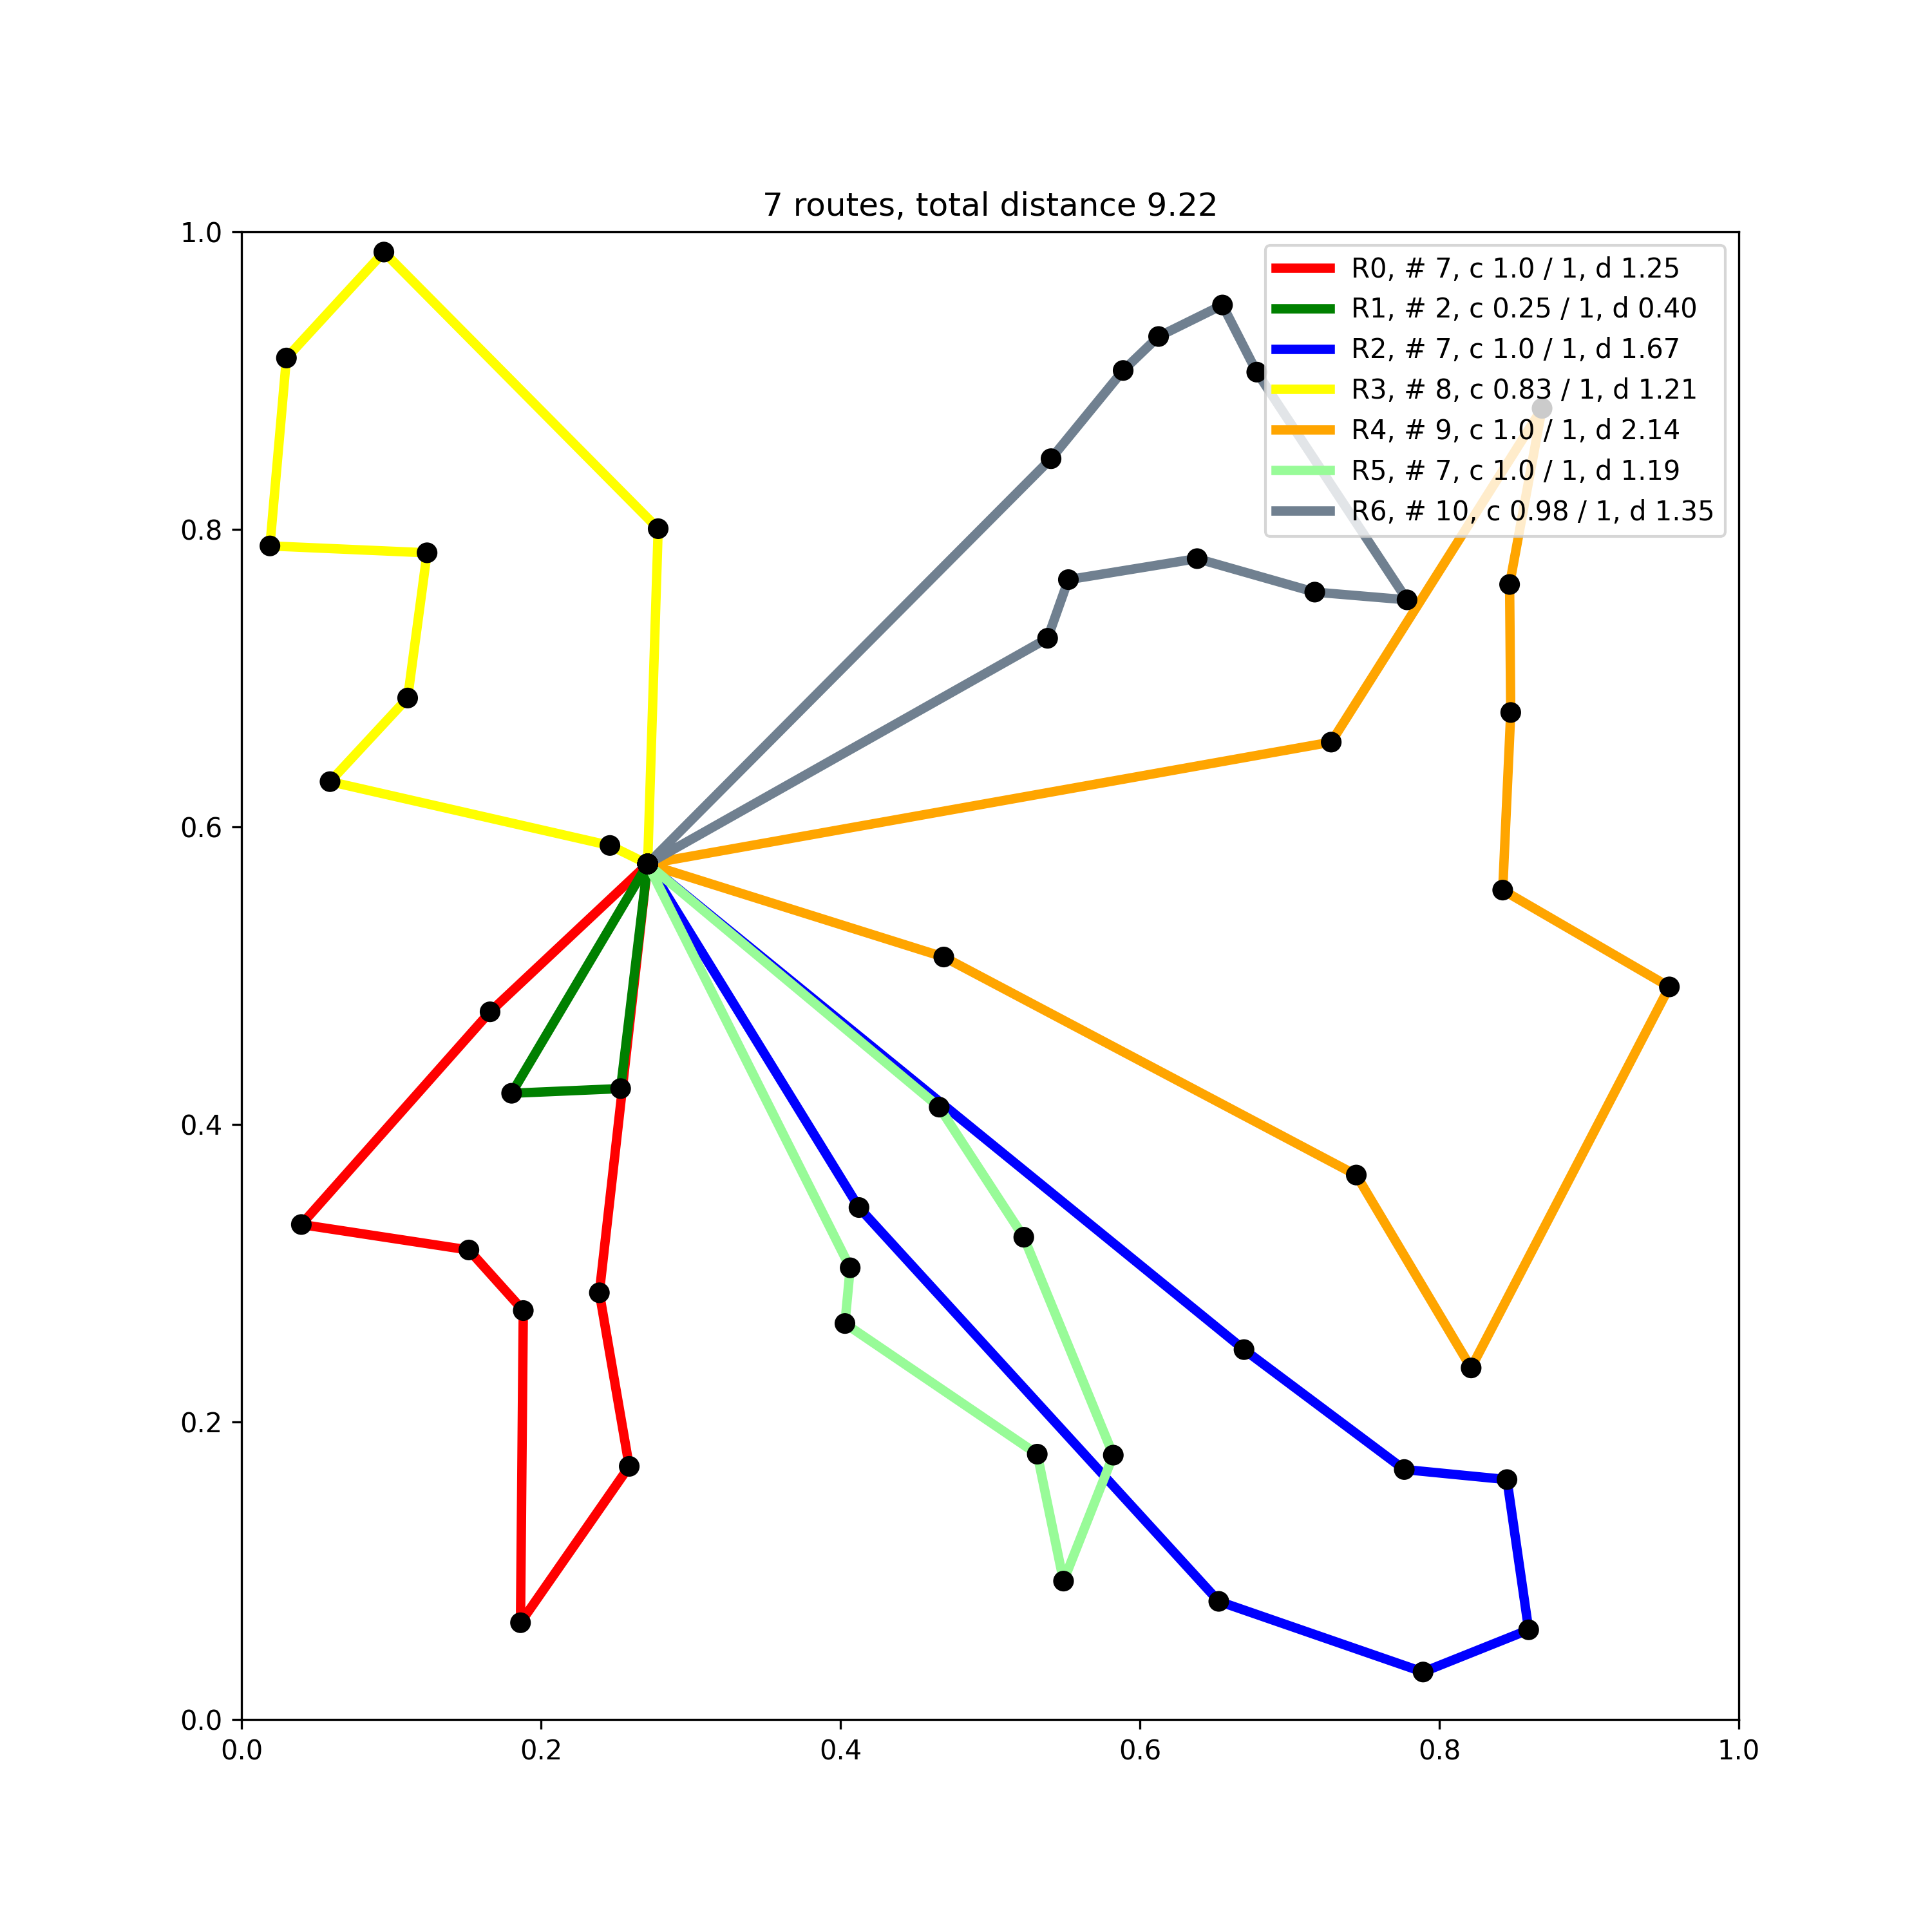 7 routes, total distance 9.22
1.0
0.8
0.6
0.4
0.2
0.0
R0, # 7, c 1.0 / 1, d 1.25
R1, # 2, c 0.25 / 1, d 0.40
R2, # 7, c 1.0 / 1, d 1.67
R3, # 8, c 0.83 / 1, d 1.21
R4, # 9, c 1.0 / 1, d 2.14
R5, # 7, c 1.0 / 1, d 1.19
R6, # 10, c 0.98 / 1, d 1.35
0.0 0.2 0.4 0.6 0.8 1.0